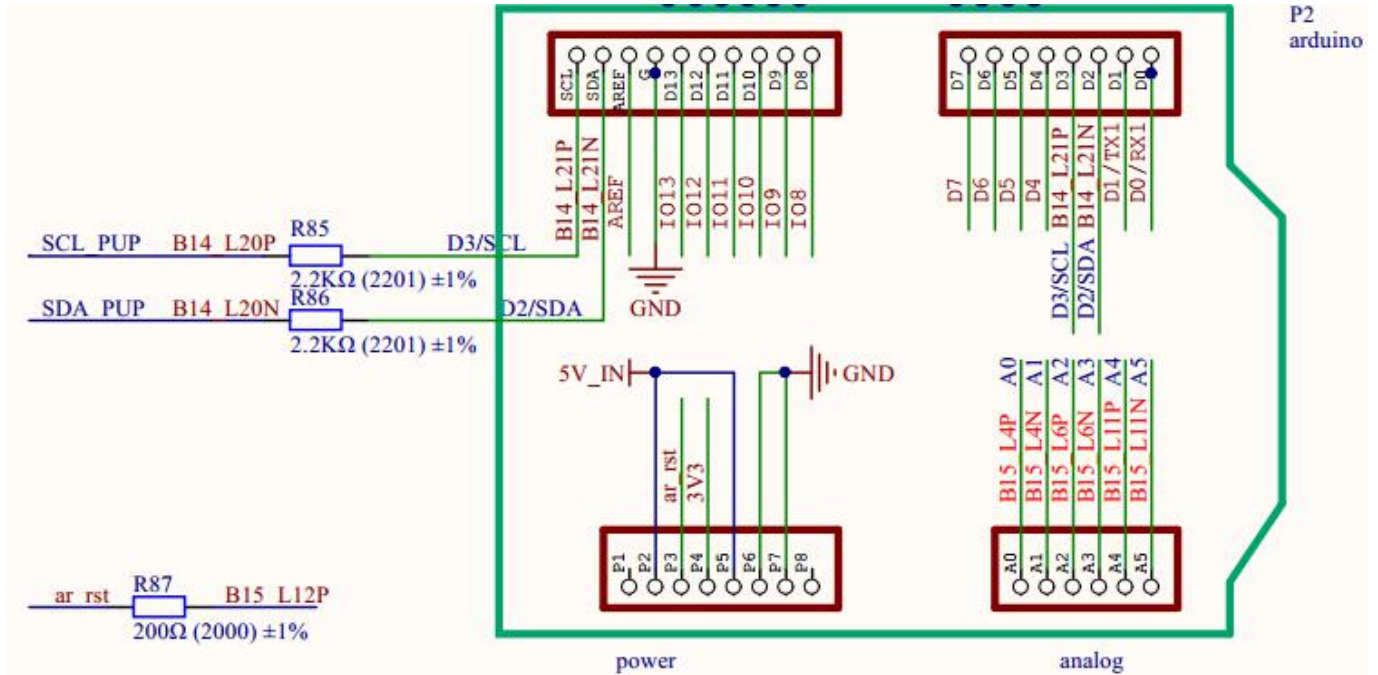 P2
arduino
SCL
SDA
AREF
G
D13
D12
D11
D10
D9
D8
D7
D6
D5
D4
D3
D2
D1
D0
B14_L21P
B14_L21N
AREF
IO13
IO12
IO11
IO10
IO9
IO8
D7
D6
D5
D4
B14_L21P
B14_L21N
D1/TX1
D0/RX1
SCL_PUP B14_L20P R85 D3/SCL
2.2KΩ (2201) ±1%
SDA_PUP B14_L20N R86 D2/SDA
2.2KΩ (2201) ±1%
GND
D3/SCL
D2/SDA
5V_IN
GND
ar_rst
3V3
A0
A1
A2
A3
A4
A5
B15_L4P
B15_L4N
B15_L6P
B15_L6N
B15_L11P
B15_L11N
P1
P2
P3
P4
P5
P6
P7
P8
A0
A1
A2
A3
A4
A5
ar_rst R87 B15_L12P
200Ω (2000) ±1%
power
analog